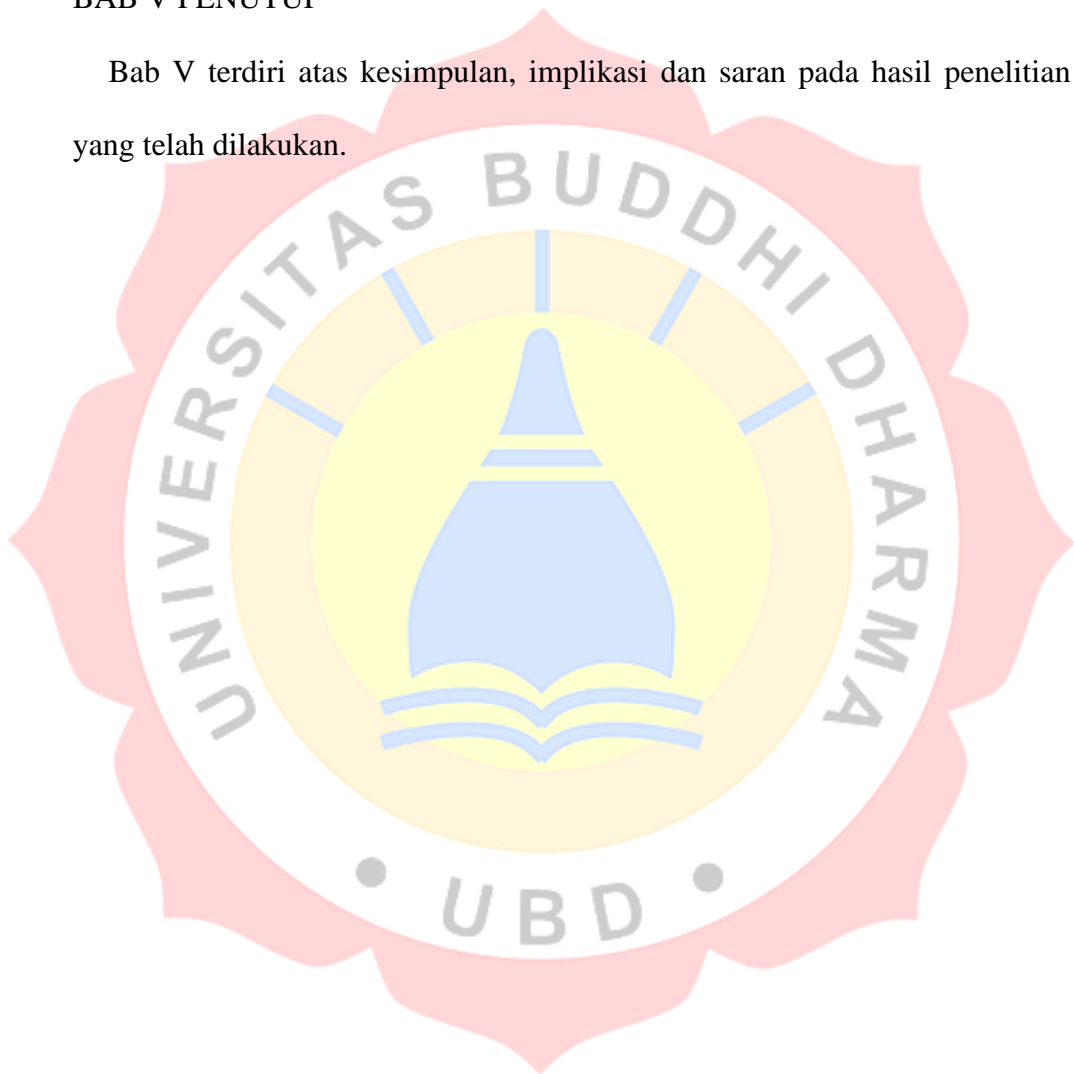 BAB V PENUTUP
Bab V terdiri atas kesimpulan, implikasi dan saran pada hasil penelitian
yang telah dilakukan.
UNIVERSITAS BUDDHI DHARMA
• UBD •